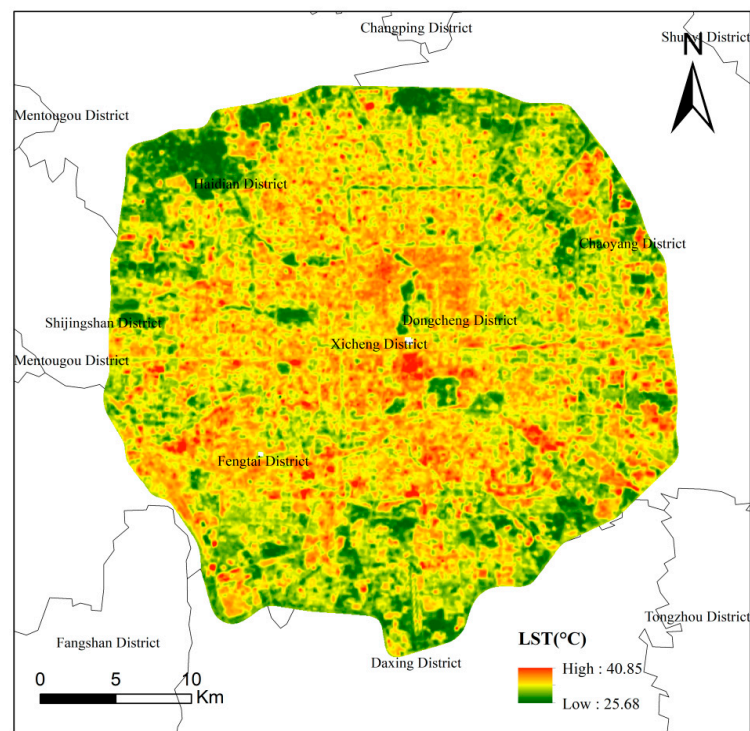 Changping District
Shunyi District
N
Mentougou District
Haidian District
Chaoyang District
Shijingshan District
Dongcheng District
Xicheng District
Mentougou District
Fengtai District
Tongzhou District
Fangshan District
LST(°C)
Daxing District
High : 40.85
0 5 10
Km
Low : 25.68